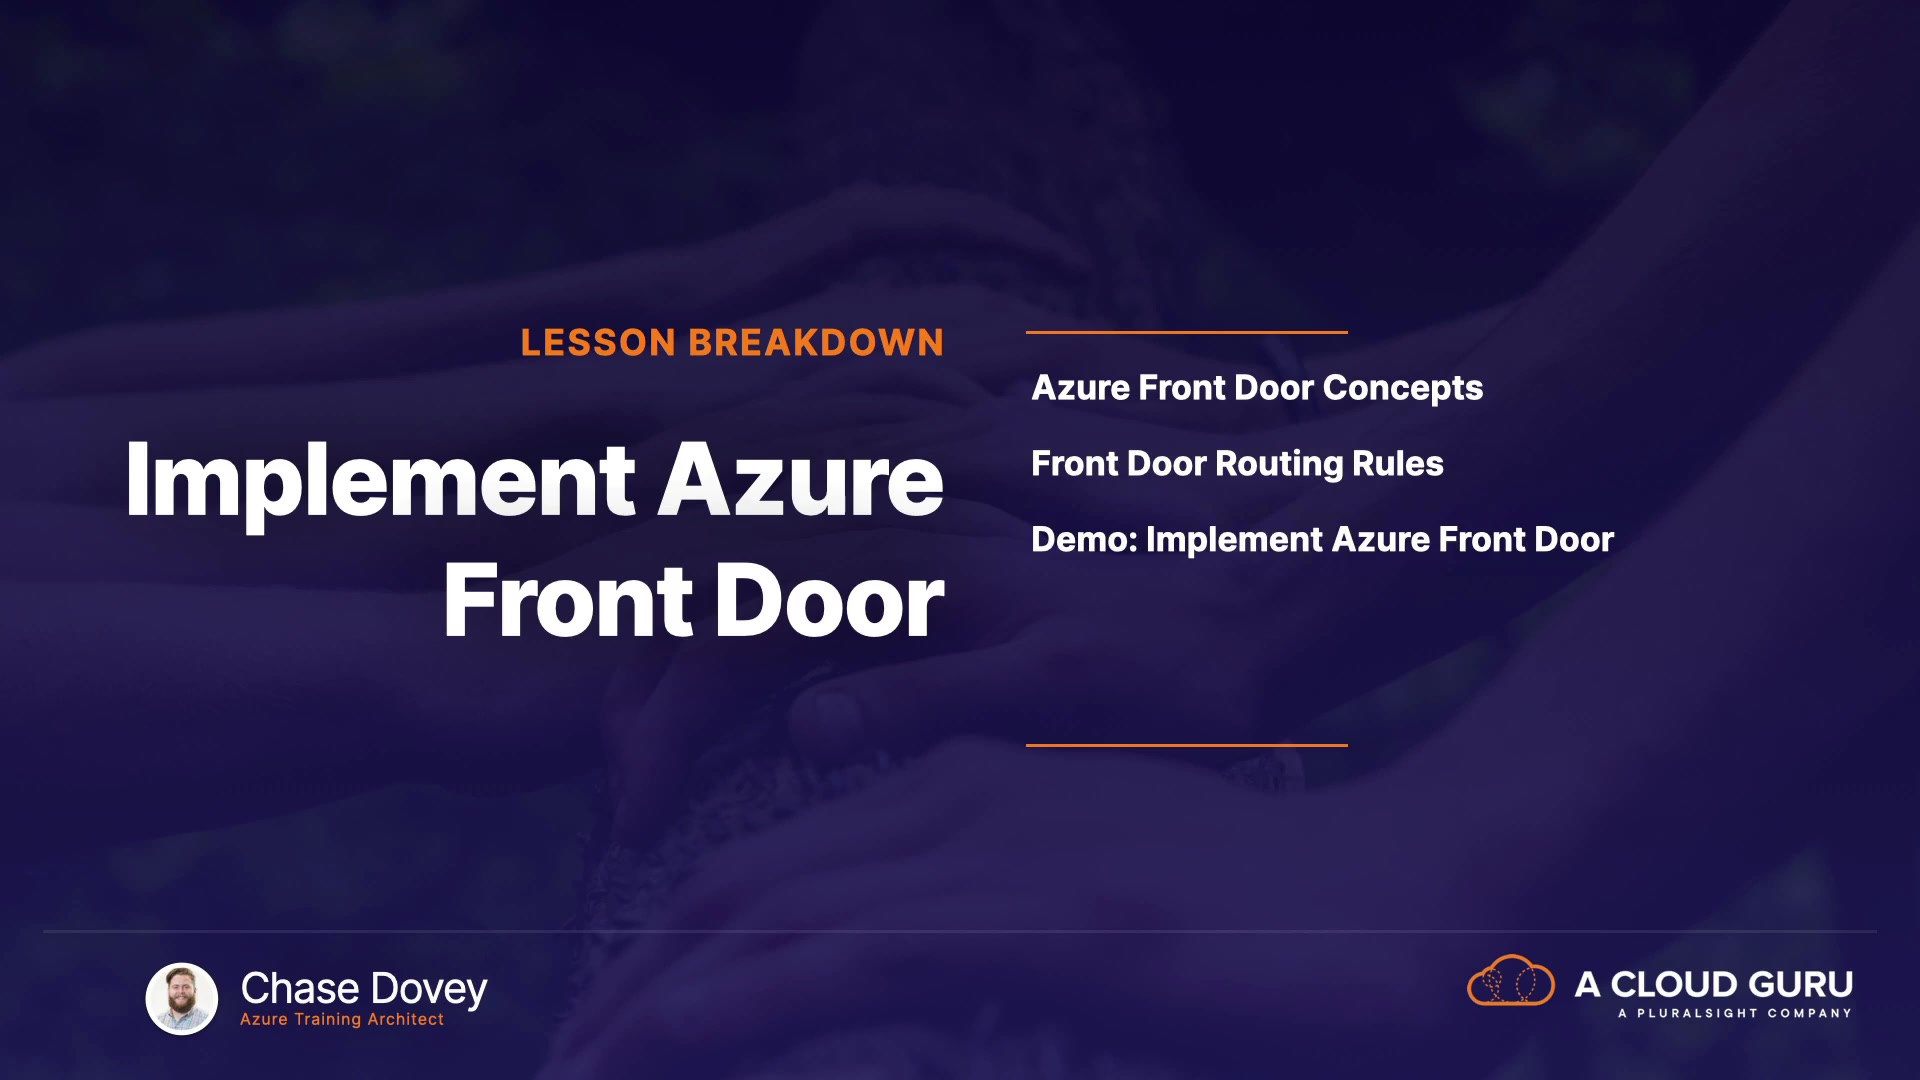 LESSON BREAKDOWN
Implement Azure
Front Door
Azure Front Door Concepts
Front Door Routing Rules
Demo: Implement Azure Front Door
Chase Dovey
Azure Training Architect
A CLOUD GURU
A PLURALSIGHT COMPANY